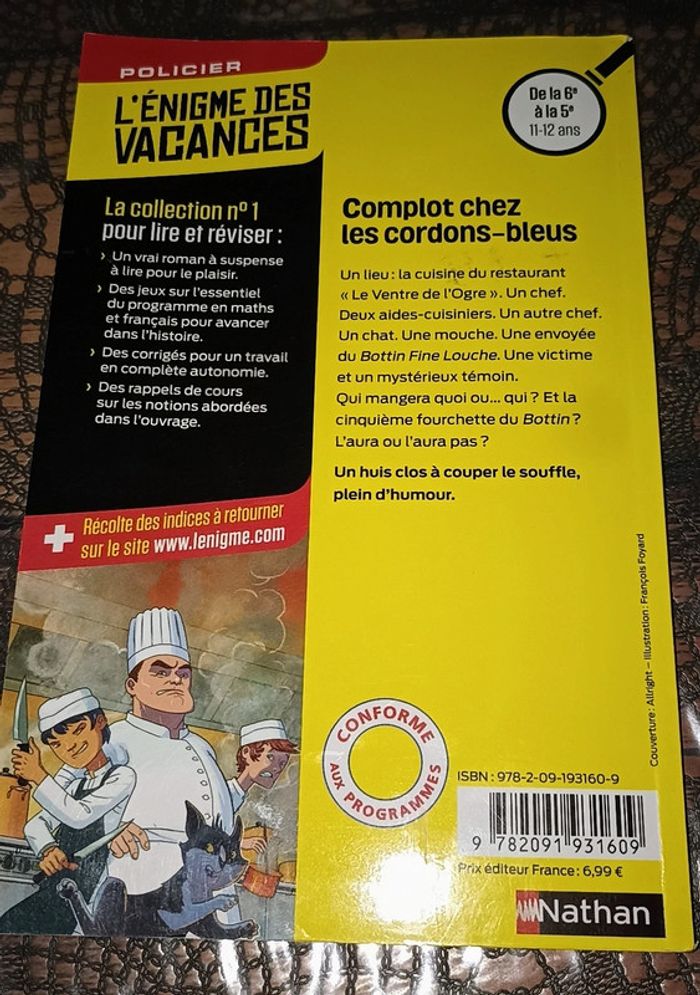 POLICIER
L'ÉNIGME DES
VACANCES
De la 6e
à la 5e
11-12 ans
La collection nº 1
pour lire et réviser :
› Un vrai roman à suspense
à lire pour le plaisir.
› Des jeux sur l'essentiel
du programme en maths
et français pour avancer
dans l'histoire.
› Des corrigés pour un travail
en complète autonomie.
› Des rappels de cours
sur les notions abordées
dans l'ouvrage.
+ Récolte des indices à retourner
sur le site www.lenigme.com
Complot chez
les cordons-bleus
Un lieu : la cuisine du restaurant
« Le Ventre de l'Ogre ». Un chef.
Deux aides-cuisiniers. Un autre chef.
Un chat. Une mouche. Une envoyée
du Bottin Fine Louche. Une victime
et un mystérieux témoin.
Qui mangera quoi ou... qui ? Et la
cinquième fourchette du Bottin ?
L'aura ou l'aura pas ?
Un huis clos à couper le souffle,
plein d'humour.
Couverture : Allright – Illustration : François Foyard
CONFORME
AUX PROGRAMMES
ISBN : 978-2-09-193160-9
9 782091 931609
Prix éditeur France : 6,99 €
Nathan